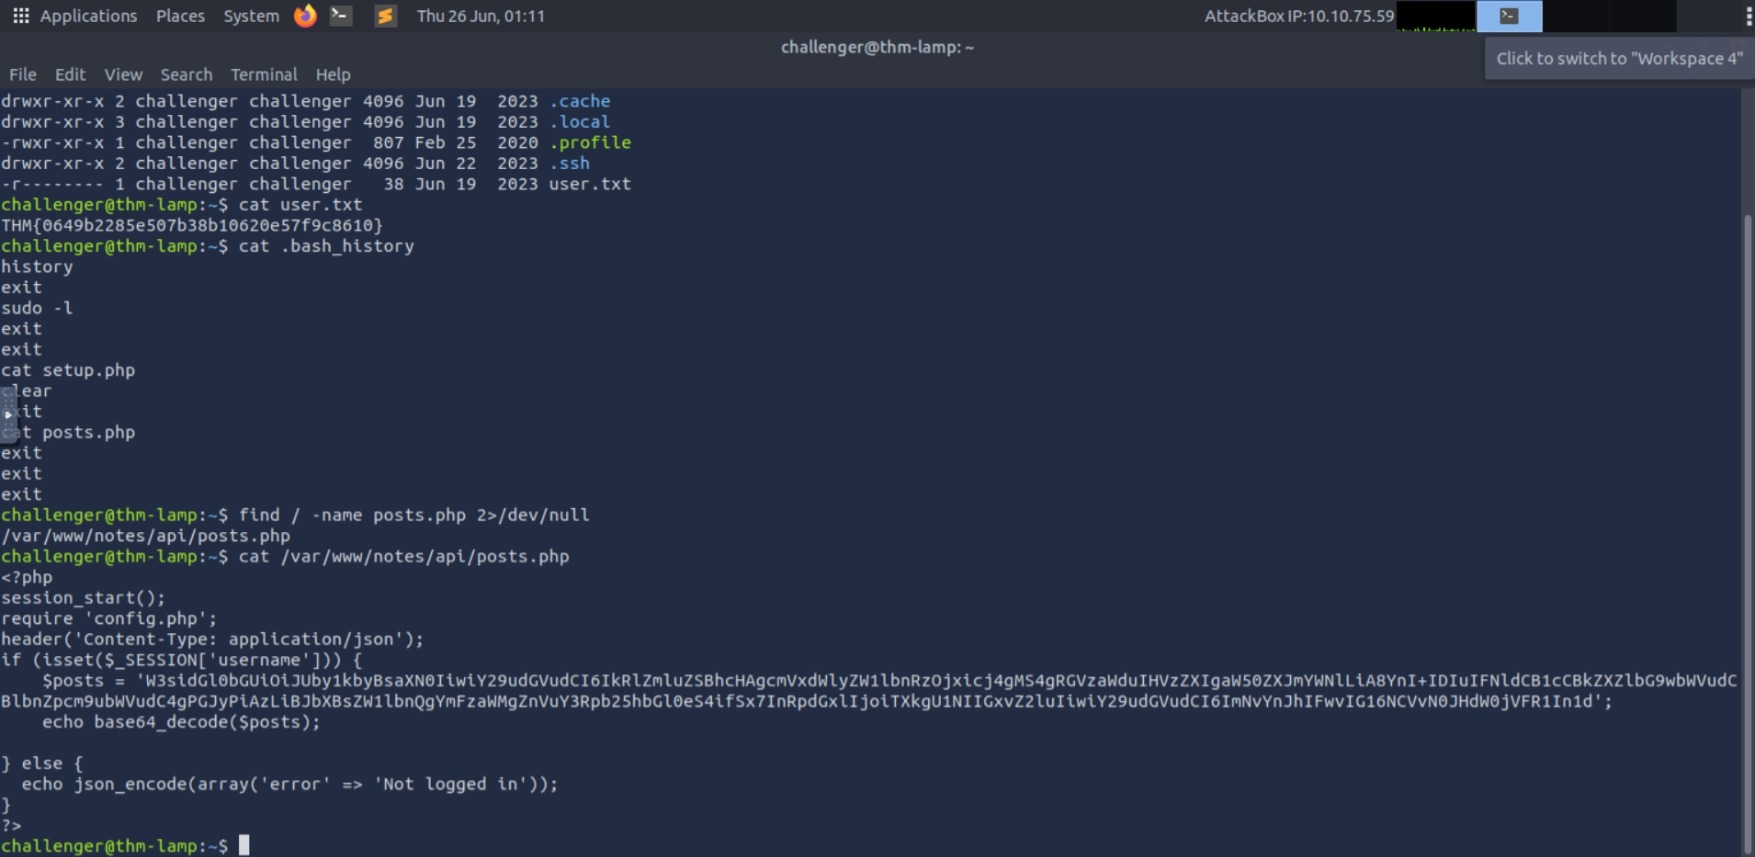 Applications Places System Thu 26 Jun, 01:11 AttackBox IP:10.10.75.59
challenger@thm-lamp: ~
Click to switch to "Workspace 4"
File Edit View Search Terminal Help
drwxr-xr-x 2 challenger challenger 4096 Jun 19 2023 .cache
drwxr-xr-x 3 challenger challenger 4096 Jun 19 2023 .local
-rwxr-xr-x 1 challenger challenger 807 Feb 25 2020 .profile
drwxr-xr-x 2 challenger challenger 4096 Jun 22 2023 .ssh
-r-------- 1 challenger challenger 38 Jun 19 2023 user.txt
challenger@thm-lamp:~$ cat user.txt
THM{0649b2285e507b38b10620e57f9c8610}
challenger@thm-lamp:~$ cat .bash_history
history
exit
sudo -l
exit
exit
cat setup.php
clear
exit
cat posts.php
exit
exit
exit
challenger@thm-lamp:~$ find / -name posts.php 2>/dev/null
/var/www/notes/api/posts.php
challenger@thm-lamp:~$ cat /var/www/notes/api/posts.php
<?php
session_start();
require 'config.php';
header('Content-Type: application/json');
if (isset($_SESSION['username'])) {
$posts = 'W3sidGl0bGUiOiJUby1kbyBsaXN0IiwiY29udGVudCI6IkRlZmluZSBhcHAgcmVxdWlyZW1lbnRzOjxicj4gMS4gRGVzaWduIHVzZXIgaW50ZXJmYWNlLiA8YnI+IDIuIFNldCB1cCBkZXZlbG9wbWVudC
BlbnZpcm9ubWVudC4gPGJyPiAzLiBJbXBsZW1lbnQgYmFzaWMgZnVuY3Rpb25hbGl0eS4ifSx7InRpdGxlIjoiTXkgU1NIIGxvZ2luIiwiY29udGVudCI6ImNvYnJhIFwvIG16NCVvN0JHdW0jVFR1In1d';
echo base64_decode($posts);
} else {
echo json_encode(array('error' => 'Not logged in'));
}
?>
challenger@thm-lamp:~$